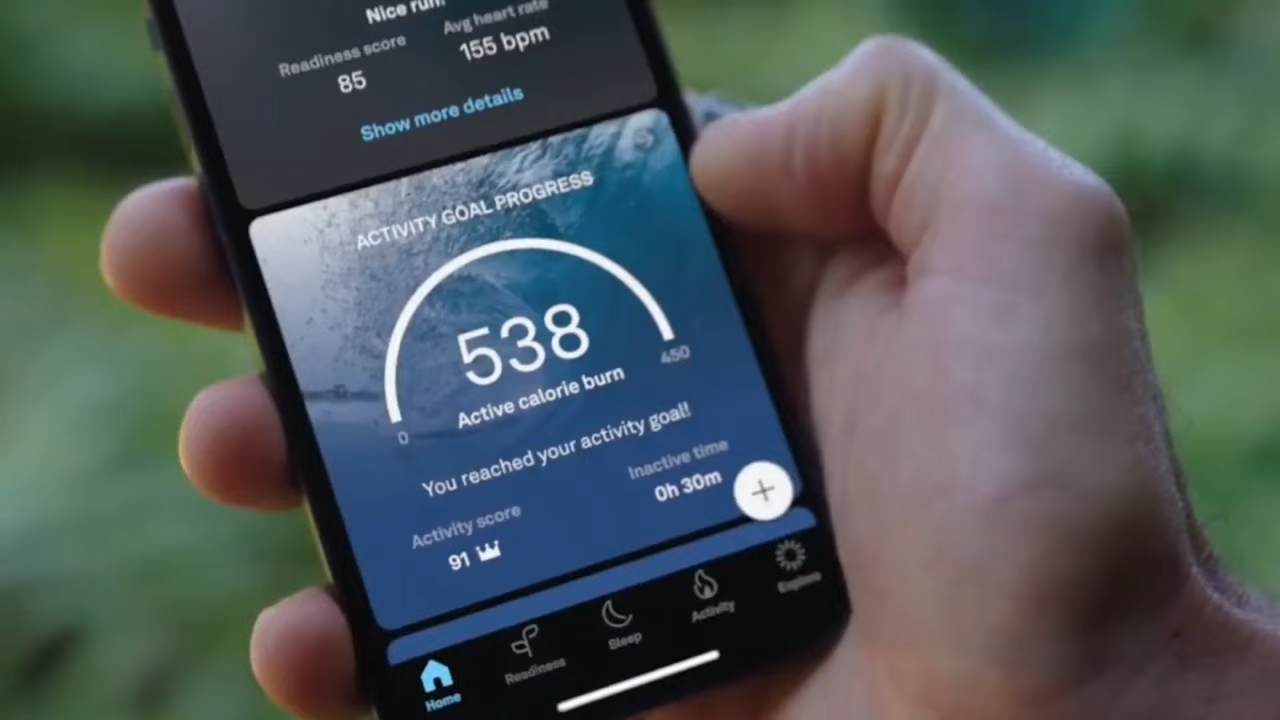 Nice run!
Readiness score
85
Avg heart rate
155 bpm
Show more details
ACTIVITY GOAL PROGRESS
538
Active calorie burn
0
450
You reached your activity goal!
Activity score
91
Inactive time
0h 30m
Home
Readiness
Sleep
Activity
Explore